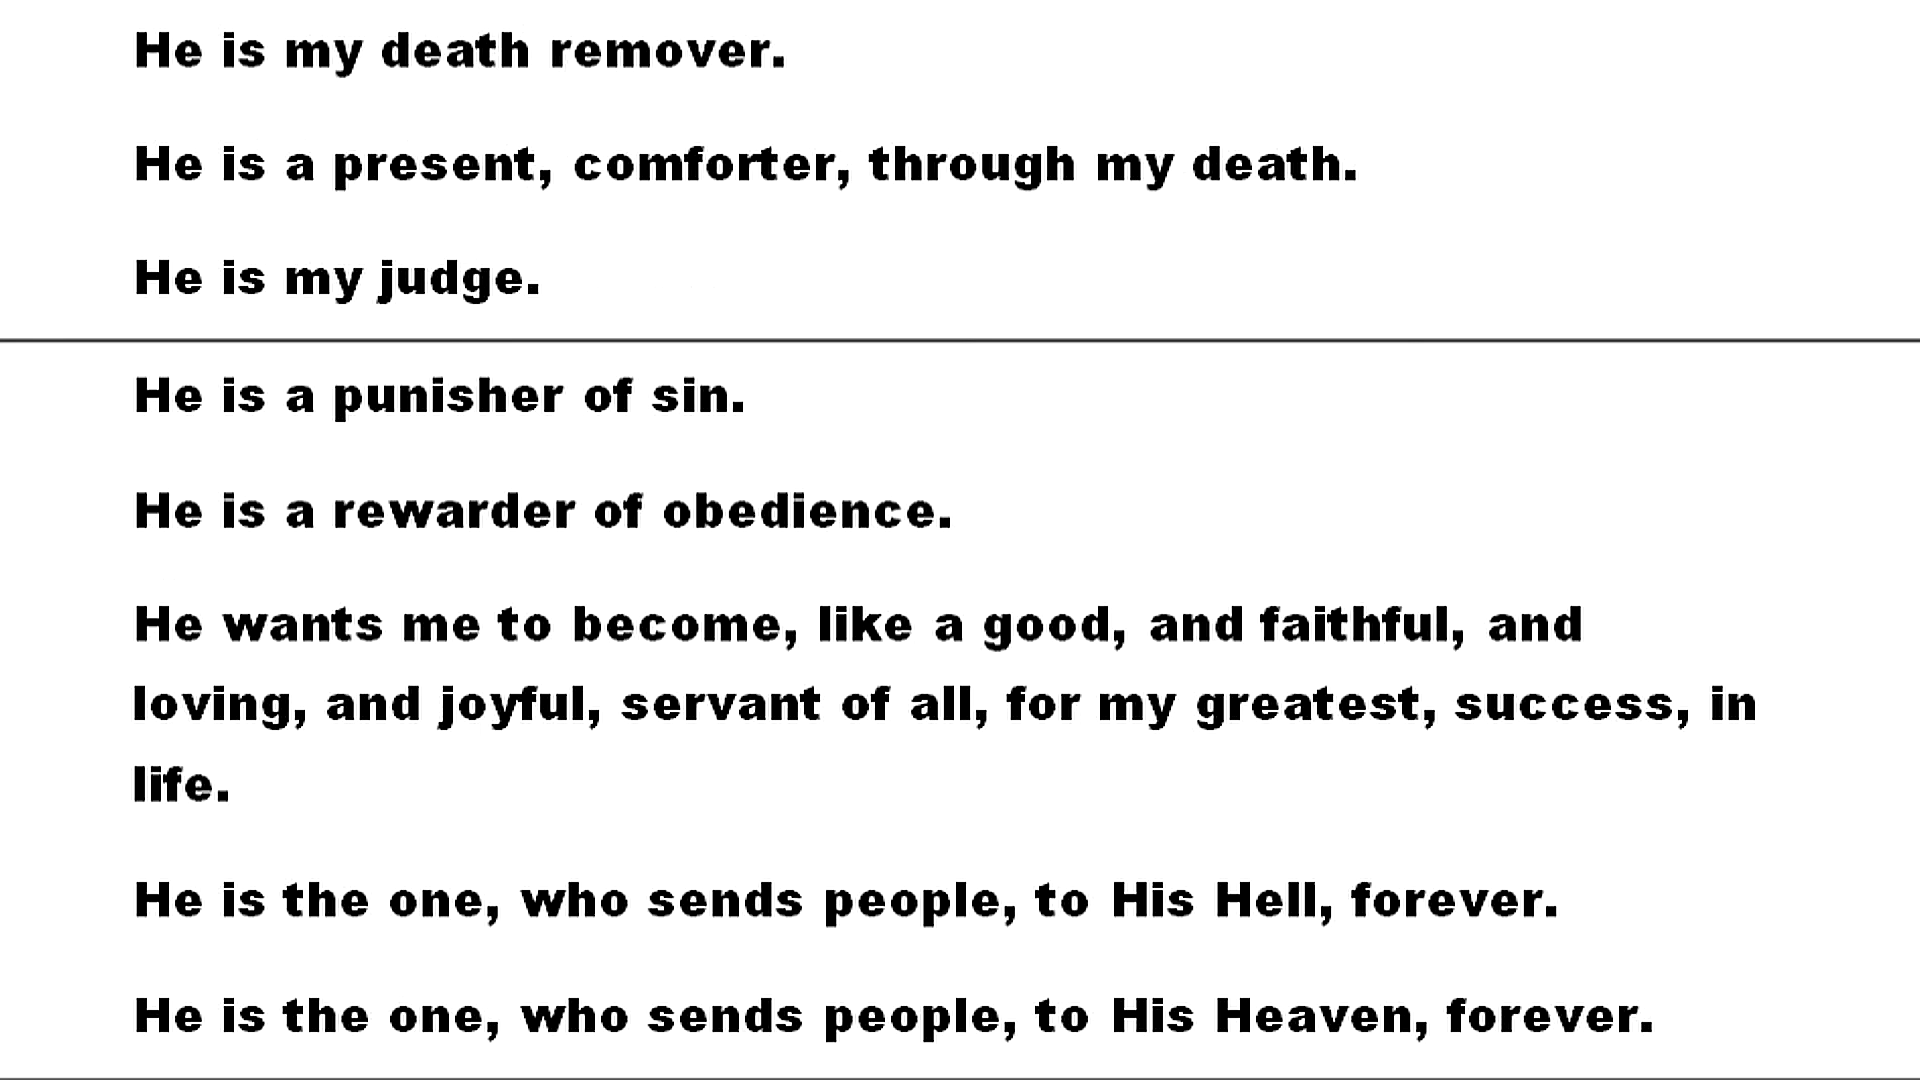 He is my death remover.
He is a present, comforter, through my death.
He is my judge.
He is a punisher of sin.
He is a rewarder of obedience.
He wants me to become, like a good, and faithful, and
loving, and joyful, servant of all, for my greatest, success, in
life.
He is the one, who sends people, to His Hell, forever.
He is the one, who sends people, to His Heaven, forever.